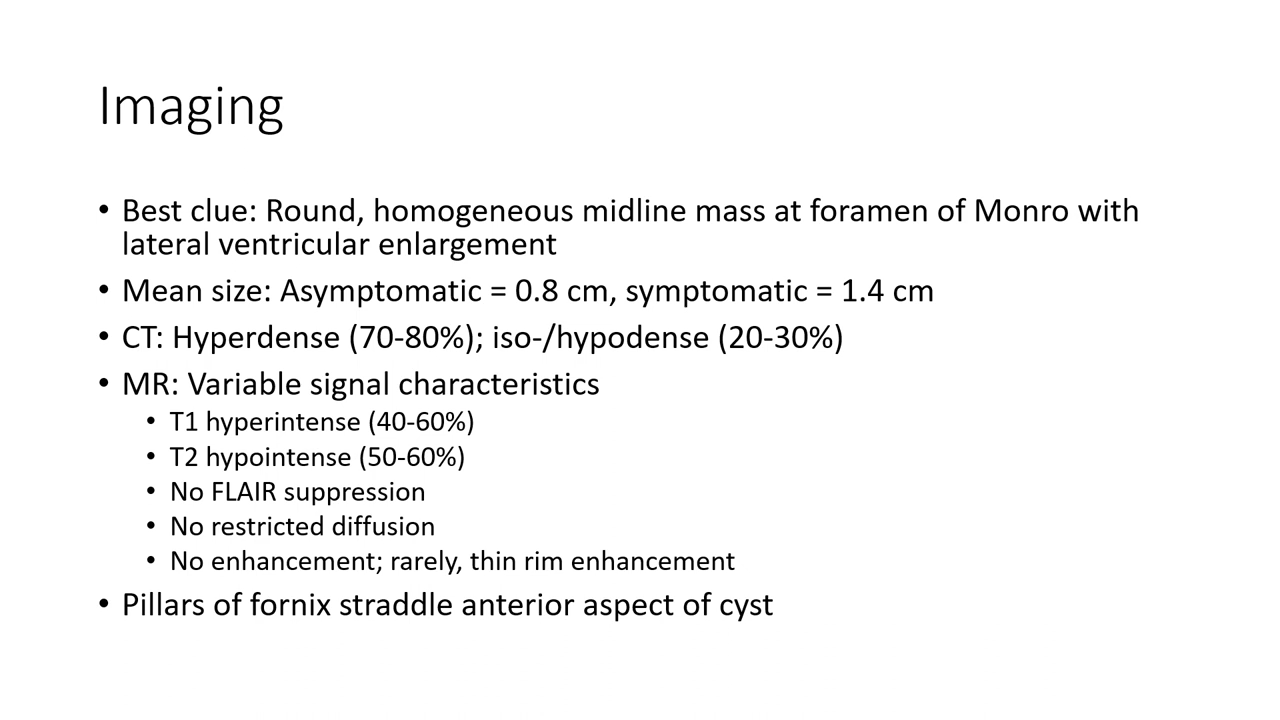 Imaging
• Best clue: Round, homogeneous midline mass at foramen of Monro with
lateral ventricular enlargement
• Mean size: Asymptomatic = 0.8 cm, symptomatic = 1.4 cm
• CT: Hyperdense (70-80%); iso-/hypodense (20-30%)
• MR: Variable signal characteristics
• T1 hyperintense (40-60%)
• T2 hypointense (50-60%)
• No FLAIR suppression
• No restricted diffusion
• No enhancement; rarely, thin rim enhancement
• Pillars of fornix straddle anterior aspect of cyst